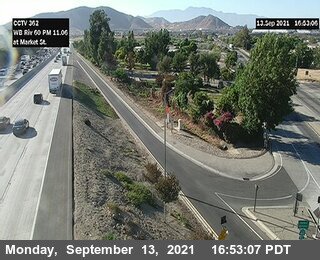 CCTV 362
WB Riv 60 PM 11.06
at Market St.
13 Sep 2021
16:53:06
Monday, September 13, 2021 16:53:07 PDT